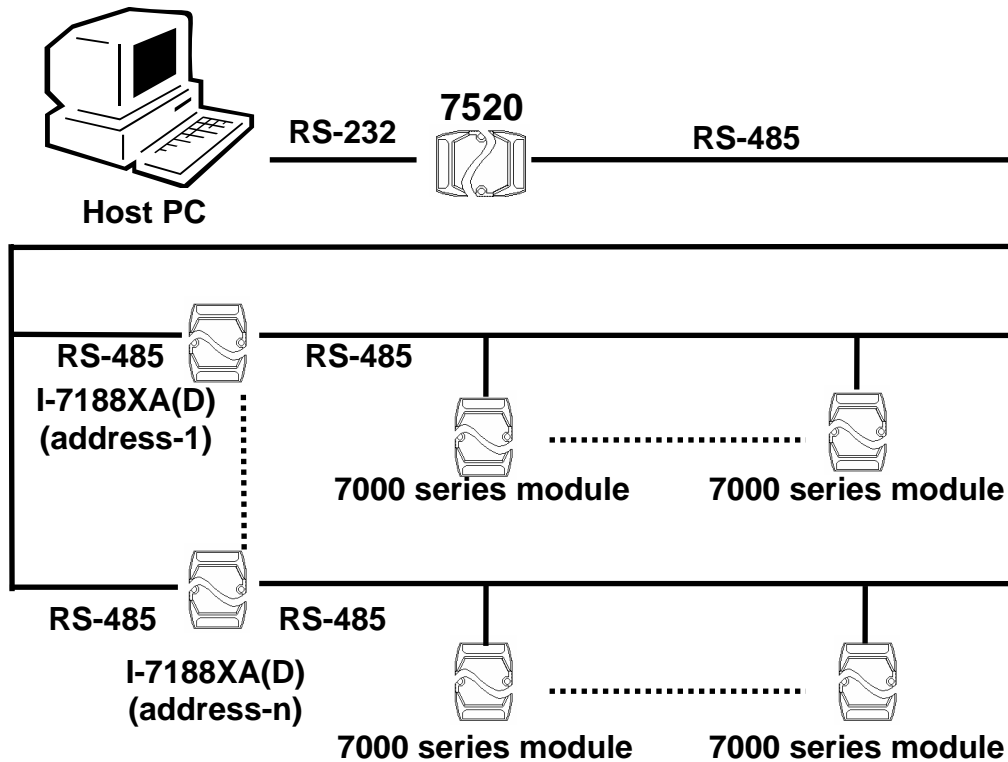 7520
RS-232
RS-485
Host PC
RS-485
RS-485
I-7188XA(D)
(address-1)
7000 series module
7000 series module
RS-485
RS-485
I-7188XA(D)
(address-n)
7000 series module
7000 series module